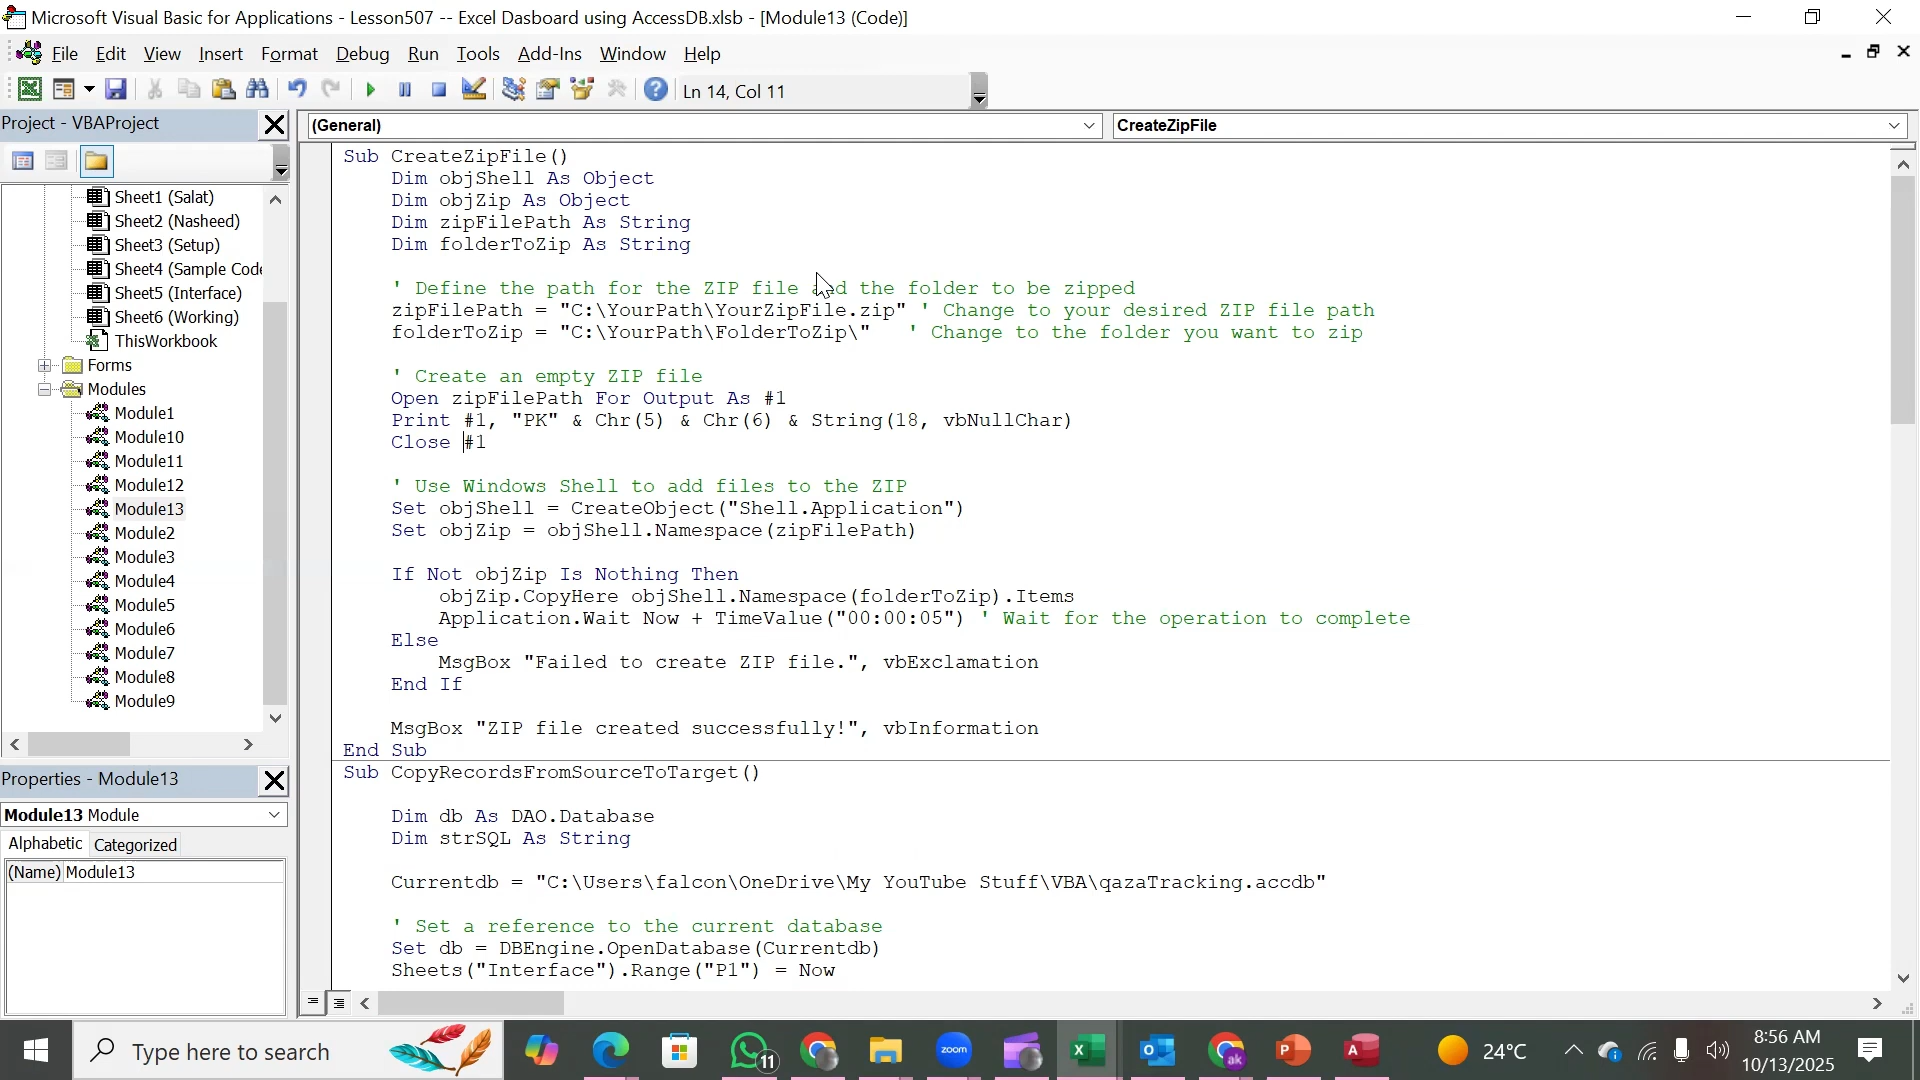 Microsoft Visual Basic for Applications - Lesson507 -- Excel Dasboard using AccessDB.xlsb - [Module13 (Code)]
File Edit View Insert Format Debug Run Tools Add-Ins Window Help
Ln 14, Col 11
Project - VBAProject
(General)
CreateZipFile
Sheet1 (Salat)
Sheet2 (Nasheed)
Sheet3 (Setup)
Sheet4 (Sample Code
Sheet5 (Interface)
Sheet6 (Working)
ThisWorkbook
Forms
Modules
Module1
Module10
Module11
Module12
Module13
Module2
Module3
Module4
Module5
Module6
Module7
Module8
Module9
Properties - Module13
Module13 Module
Alphabetic Categorized
(Name) Module13
Sub CreateZipFile()
Dim objShell As Object
Dim objZip As Object
Dim zipFilePath As String
Dim folderToZip As String
' Define the path for the ZIP file and the folder to be zipped
zipFilePath = "C:\YourPath\YourZipFile.zip" ' Change to your desired ZIP file path
folderToZip = "C:\YourPath\FolderToZip\" ' Change to the folder you want to zip
' Create an empty ZIP file
Open zipFilePath For Output As #1
Print #1, "PK" & Chr(5) & Chr(6) & String(18, vbNullChar)
Close #1
' Use Windows Shell to add files to the ZIP
Set objShell = CreateObject("Shell.Application")
Set objZip = objShell.Namespace(zipFilePath)
If Not objZip Is Nothing Then
objZip.CopyHere objShell.Namespace(folderToZip).Items
Application.Wait Now + TimeValue("00:00:05") ' Wait for the operation to complete
Else
MsgBox "Failed to create ZIP file.", vbExclamation
End If
MsgBox "ZIP file created successfully!", vbInformation
End Sub
Sub CopyRecordsFromSourceToTarget()
Dim db As DAO.Database
Dim strSQL As String
Currentdb = "C:\Users\falcon\OneDrive\My YouTube Stuff\VBA\qazaTracking.accdb"
' Set a reference to the current database
Set db = DBEngine.OpenDatabase(Currentdb)
Sheets("Interface").Range("P1") = Now
Type here to search
11
zoom
ak
24°C
8:56 AM
10/13/2025